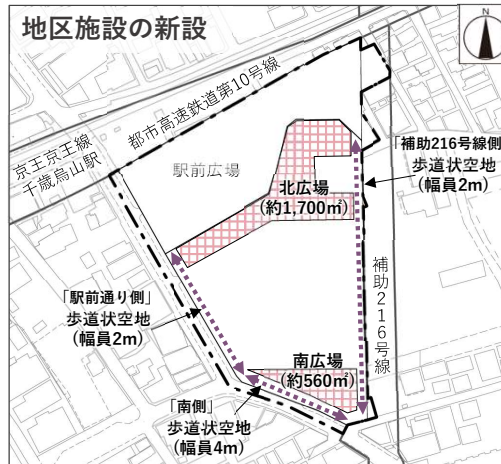 地区施設の新設
N
都市高速鉄道第10号線
京王京王線
千歳烏山駅
駅前広場
「補助216号線側」
歩道状空地
(幅員2m)
北広場
(約1,700㎡)
補助216号線
「駅前通り側」
歩道状空地
(幅員2m)
南広場
(約560㎡)
「南側」
歩道状空地
(幅員4m)